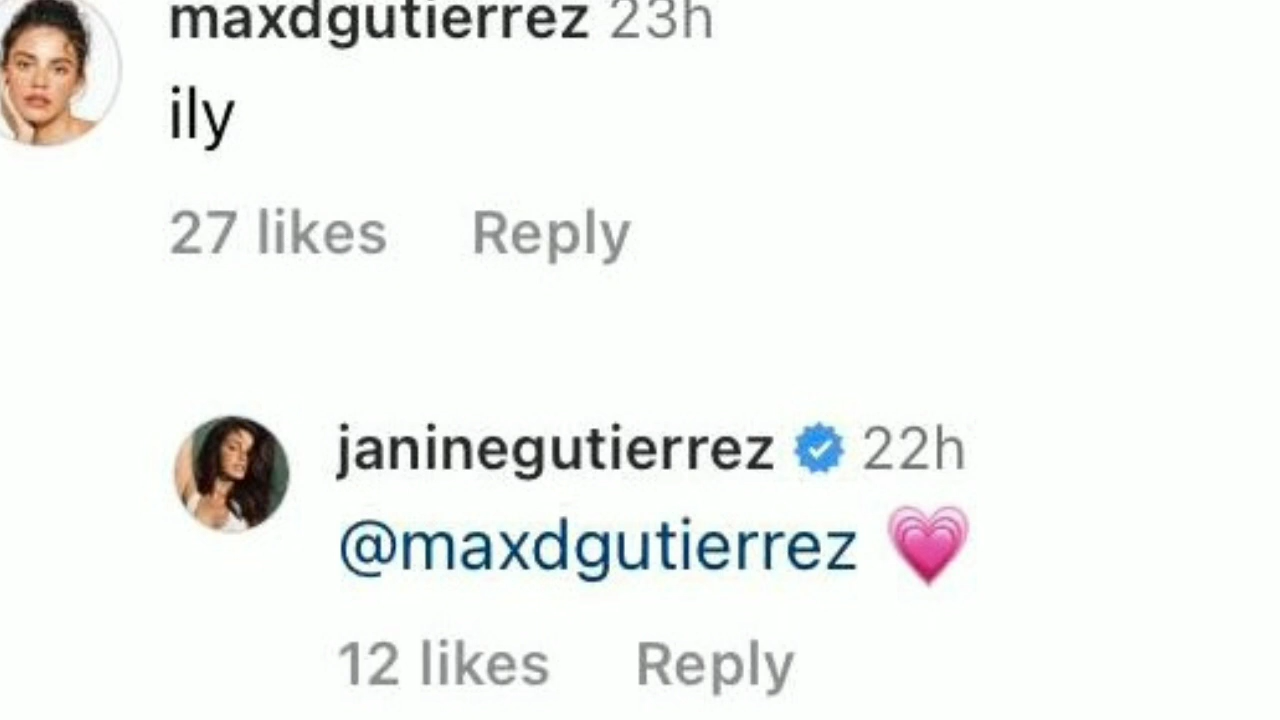 maxdgutierrez 23h
ily
27 likes Reply
janinegutierrez 22h
@maxdgutierrez 💗
12 likes Reply